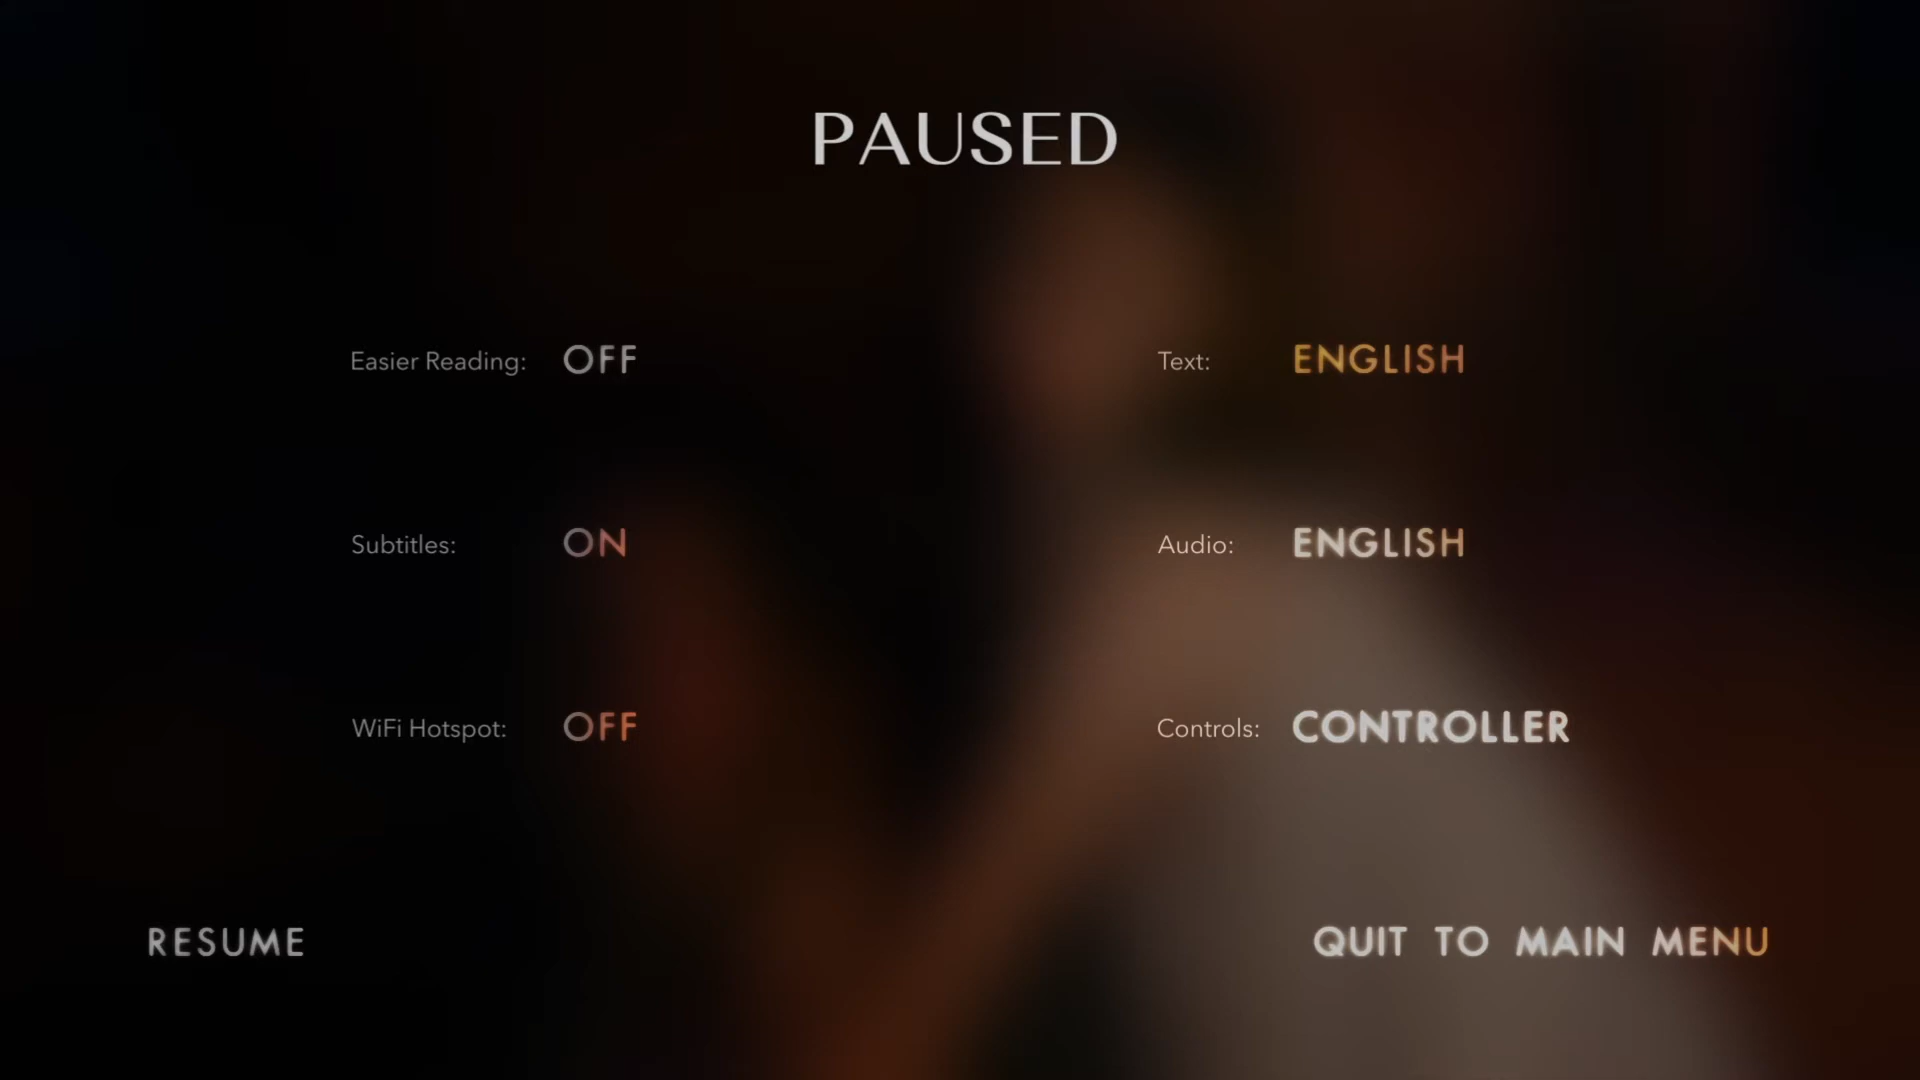 PAUSED
Easier Reading: OFF
Text: ENGLISH
Subtitles: ON
Audio: ENGLISH
WiFi Hotspot: OFF
Controls: CONTROLLER
RESUME
QUIT TO MAIN MENU